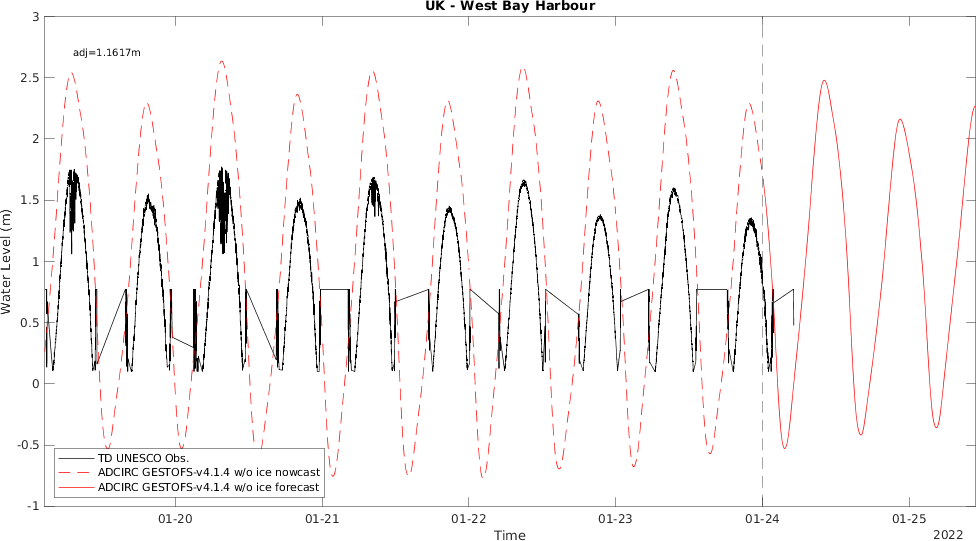 UK - West Bay Harbour
adj=1.1617m
3
2.5
2
1.5
1
0.5
0
-0.5
-1
Water Level (m)
TD UNESCO Obs.
ADCIRC GESTOFS-v4.1.4 w/o ice nowcast
ADCIRC GESTOFS-v4.1.4 w/o ice forecast
01-20 01-21 01-22 01-23 01-24 01-25
Time
2022